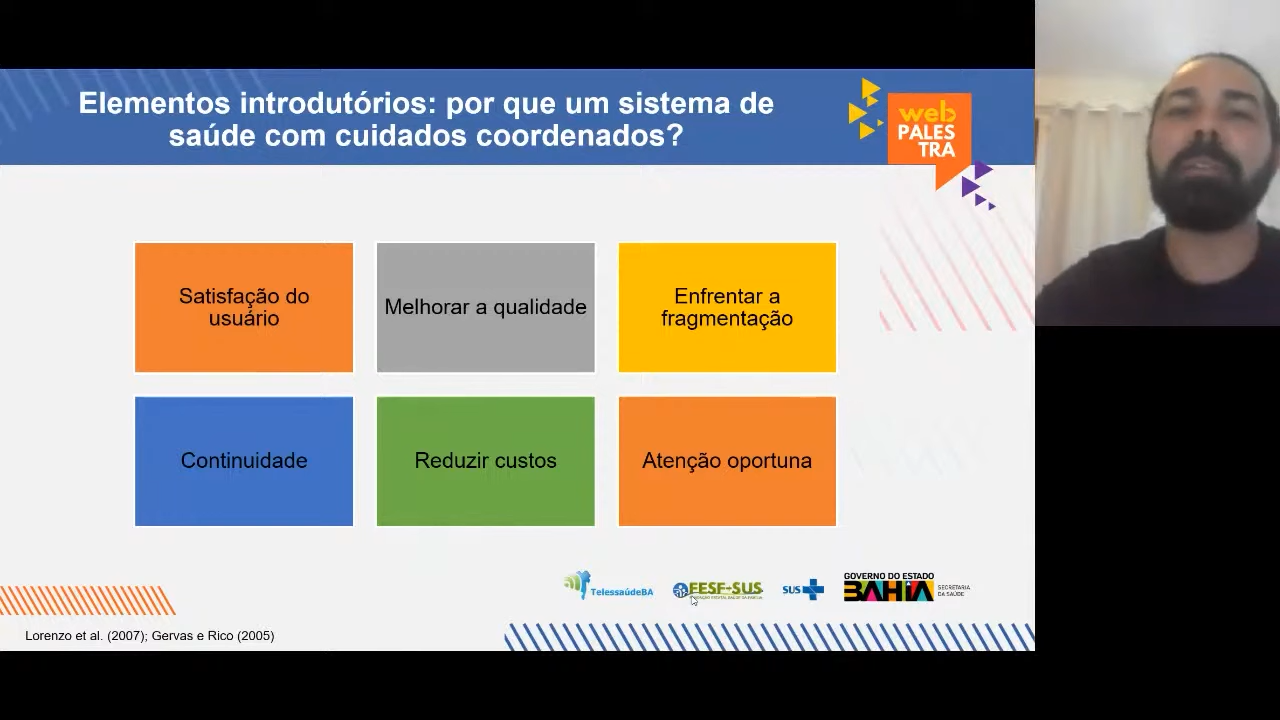 Elementos introdutórios: por que um sistema de
saúde com cuidados coordenados?
web
PALES
TRA
Satisfação do
usuário
Melhorar a qualidade
Enfrentar a
fragmentação
Continuidade
Reduzir custos
Atenção oportuna
TelessaúdeBA
FESF-SUS
SUS
GOVERNO DO ESTADO
BAHIA
SECRETARIA
DA SAÚDE
Lorenzo et al. (2007); Gervas e Rico (2005)